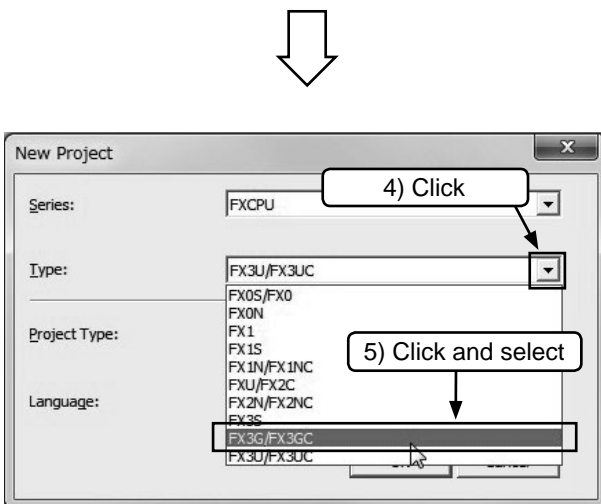 New Project
x
4) Click
Series:
FXCPU
Type:
FX3U/FX3UC
FX0S/FX0
FX0N
FX1
Project Type:
FX1S
5) Click and select
FX1N/FX1NC
FXU/FX2C
Language:
FX2N/FX2NC
FX3S
FX3G/FX3GC
FX3U/FX3UC